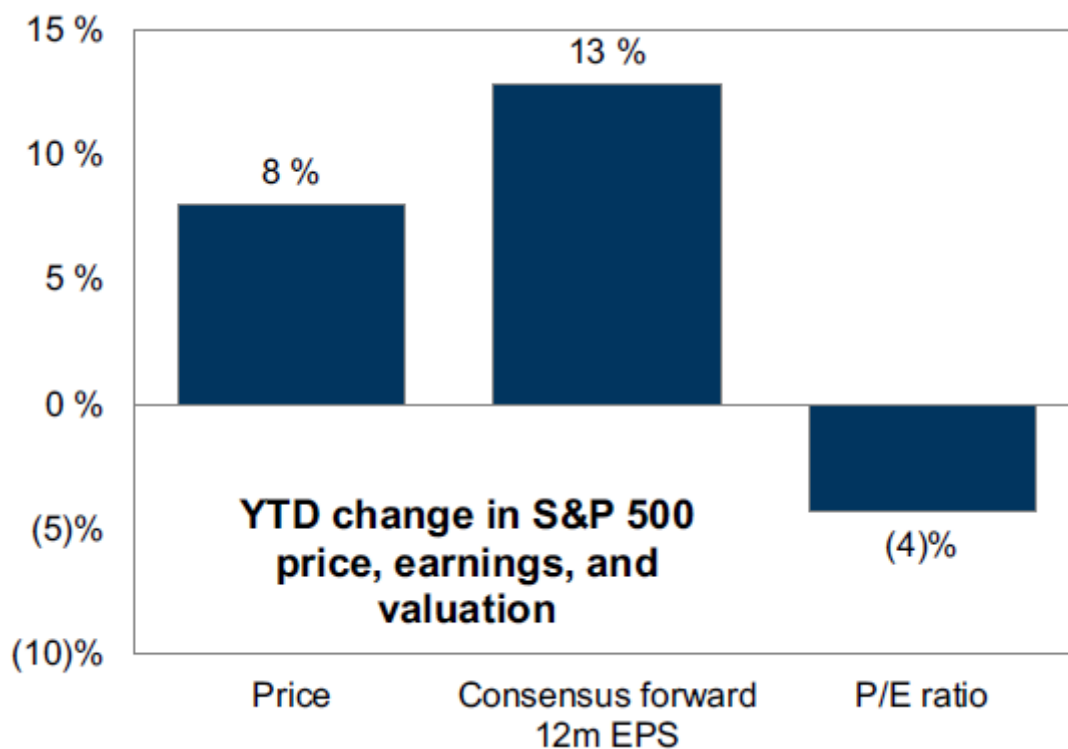 15 %
10 %
5 %
0 %
(5)%
(10)%
8 %
13 %
(4)%
YTD change in S&P 500
price, earnings, and
valuation
Price
Consensus forward
12m EPS
P/E ratio